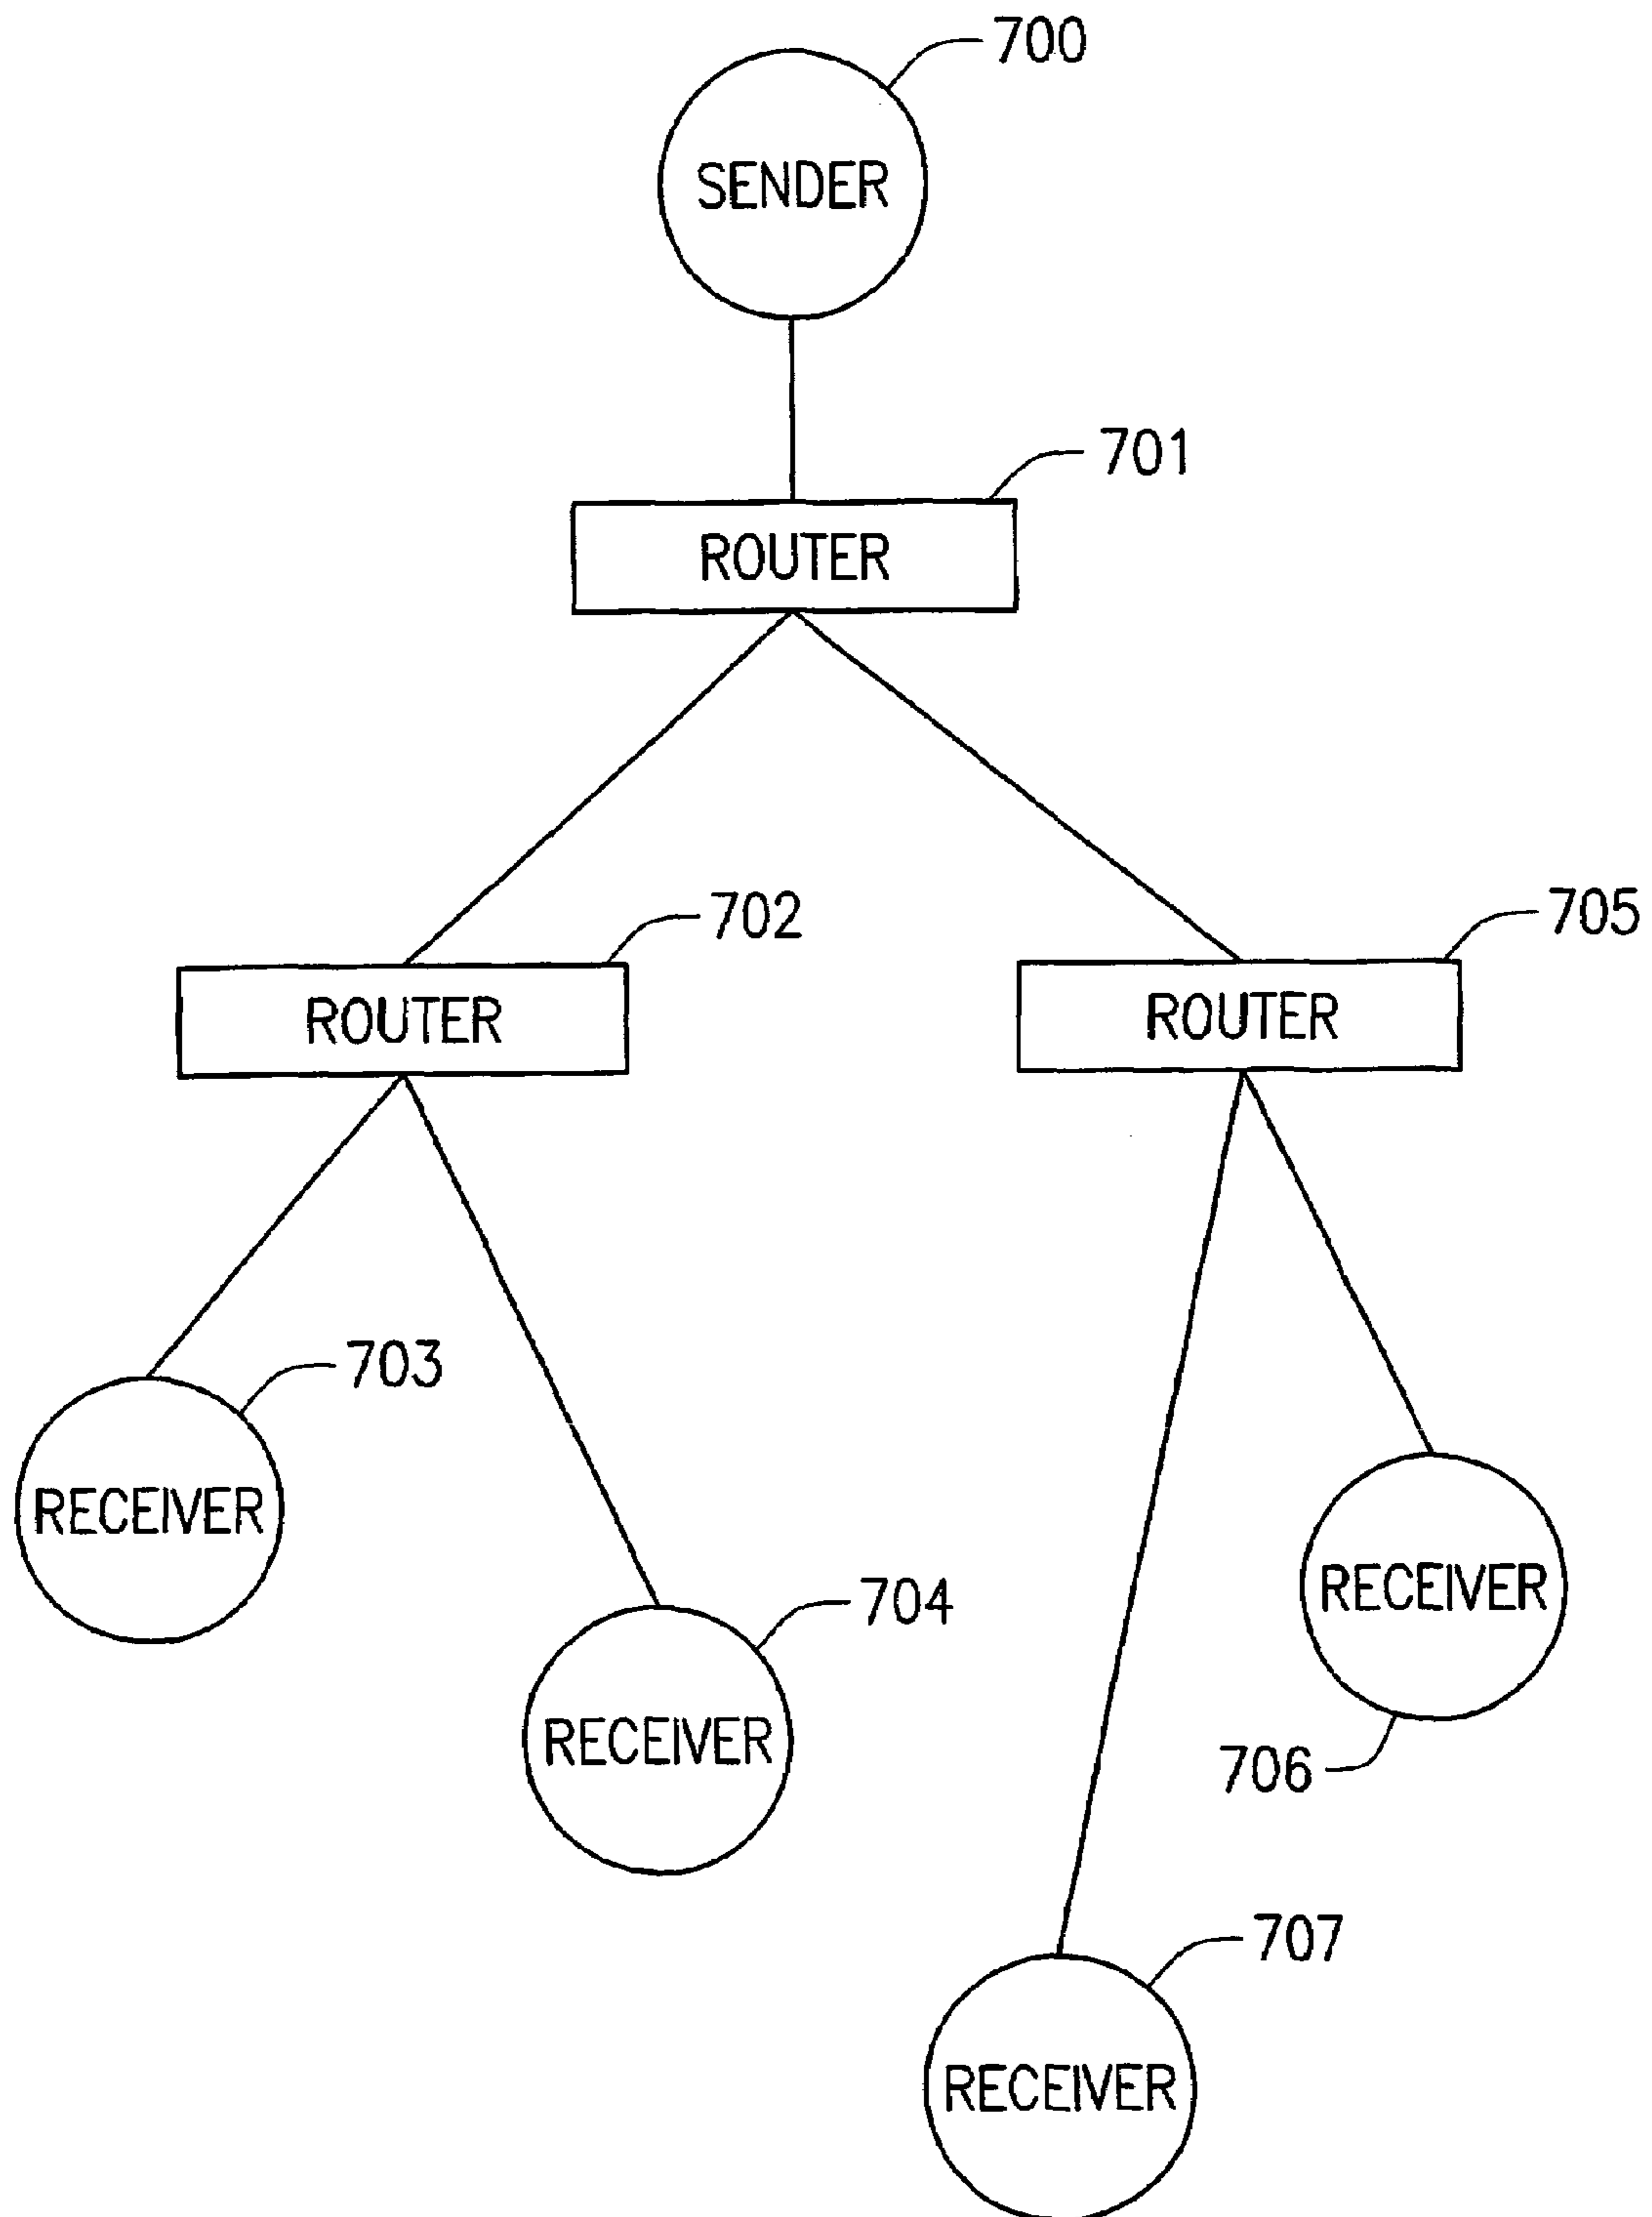 700
SENDER
701
ROUTER
702
705
ROUTER
ROUTER
703
RECEIVER
704
RECEIVER
RECEIVER
706
707
RECEIVER